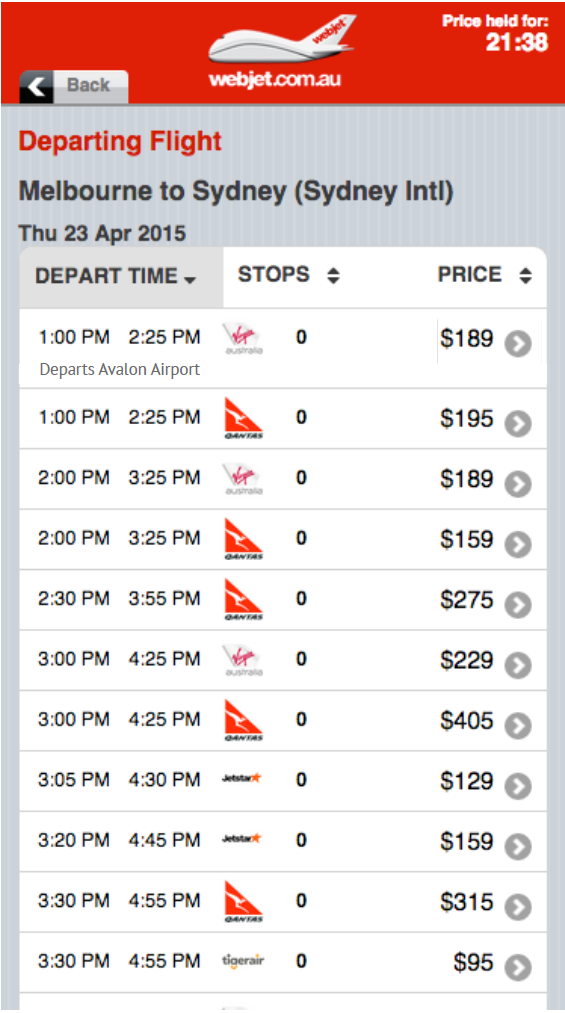 Price held for:
21:38
webjet
webjet.com.au
Back
Departing Flight
Melbourne to Sydney (Sydney Intl)
Thu 23 Apr 2015
DEPART TIME STOPS PRICE
1:00 PM 2:25 PM Virgin australia 0 $189
Departs Avalon Airport
1:00 PM 2:25 PM QANTAS 0 $195
2:00 PM 3:25 PM Virgin australia 0 $189
2:00 PM 3:25 PM QANTAS 0 $159
2:30 PM 3:55 PM QANTAS 0 $275
3:00 PM 4:25 PM Virgin australia 0 $229
3:00 PM 4:25 PM QANTAS 0 $405
3:05 PM 4:30 PM Jetstar 0 $129
3:20 PM 4:45 PM Jetstar 0 $159
3:30 PM 4:55 PM QANTAS 0 $315
3:30 PM 4:55 PM tigerair 0 $95